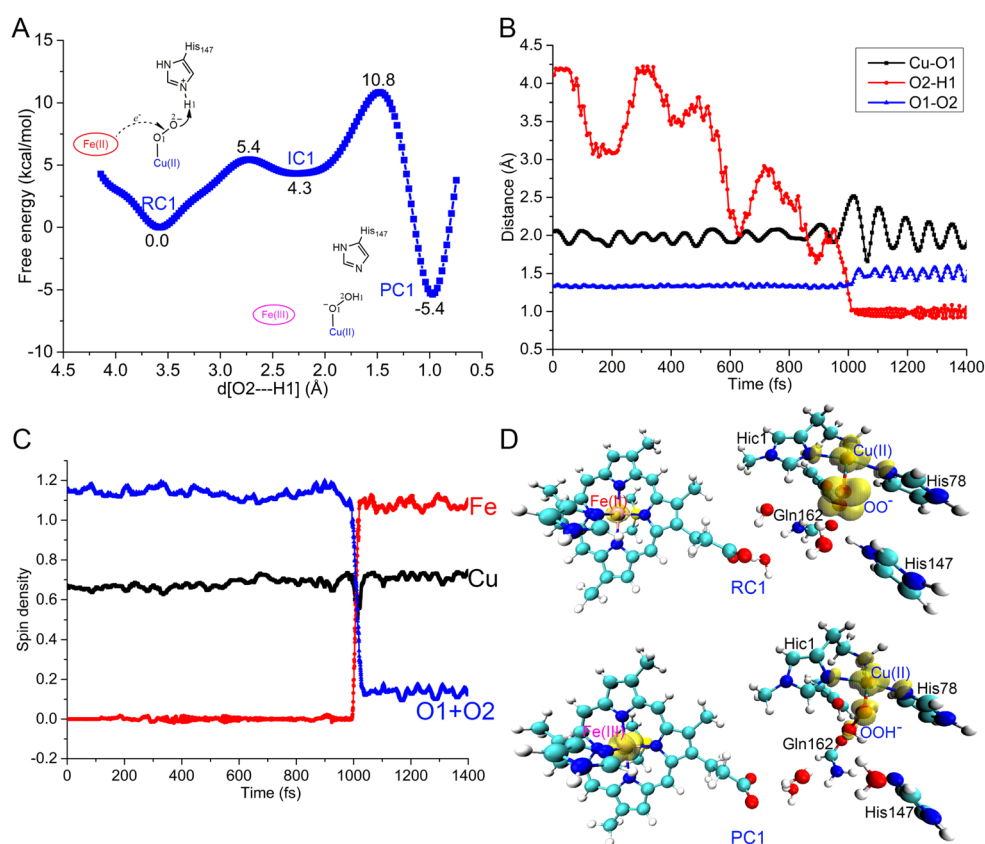 A
Free energy (kcal/mol)
15
10
5
0
-5
-10
4.5 4.0 3.5 3.0 2.5 2.0 1.5 1.0 0.5
d[O2---H1] (Å)
His147
HN
N
+
H1
e-
2-
O
O1
Fe(II)
Cu(II)
RC1
0.0
5.4
IC1
4.3
10.8
PC1
-5.4
His147
HN
N
2OH1
-
O1
Fe(III)
Cu(II)
B
Distance (Å)
4.5
4.0
3.5
3.0
2.5
2.0
1.5
1.0
0.5
0 200 400 600 800 1000 1200 1400
Time (fs)
Cu-O1
O2-H1
O1-O2
C
Spin density
1.2
1.0
0.8
0.6
0.4
0.2
0.0
-0.2
0 200 400 600 800 1000 1200 1400
Time (fs)
Fe
Cu
O1+O2
D
Hic1
Cu(II)
His78
Fe(II)
OO-
Gln162
His147
RC1
Hic1
Cu(II)
His78
Fe(III)
OOH-
Gln162
His147
PC1